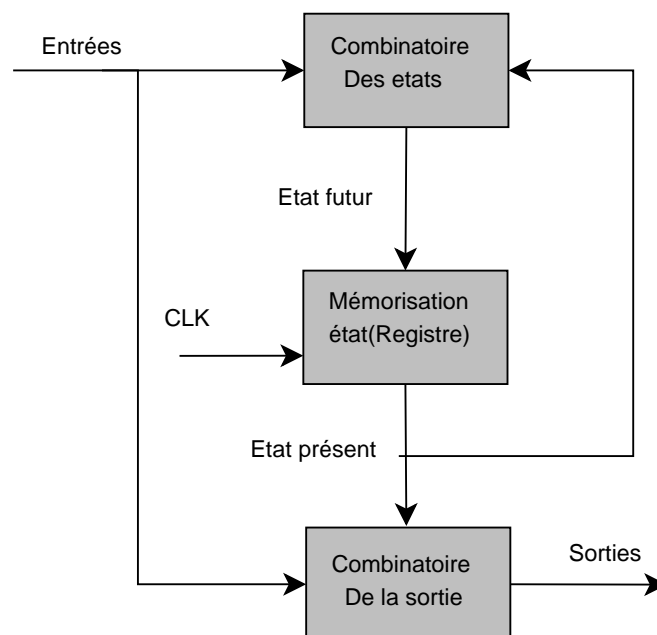 Entrées
Combinatoire
Des etats
Etat futur
Mémorisation
état(Registre)
CLK
Etat présent
Combinatoire
De la sortie
Sorties